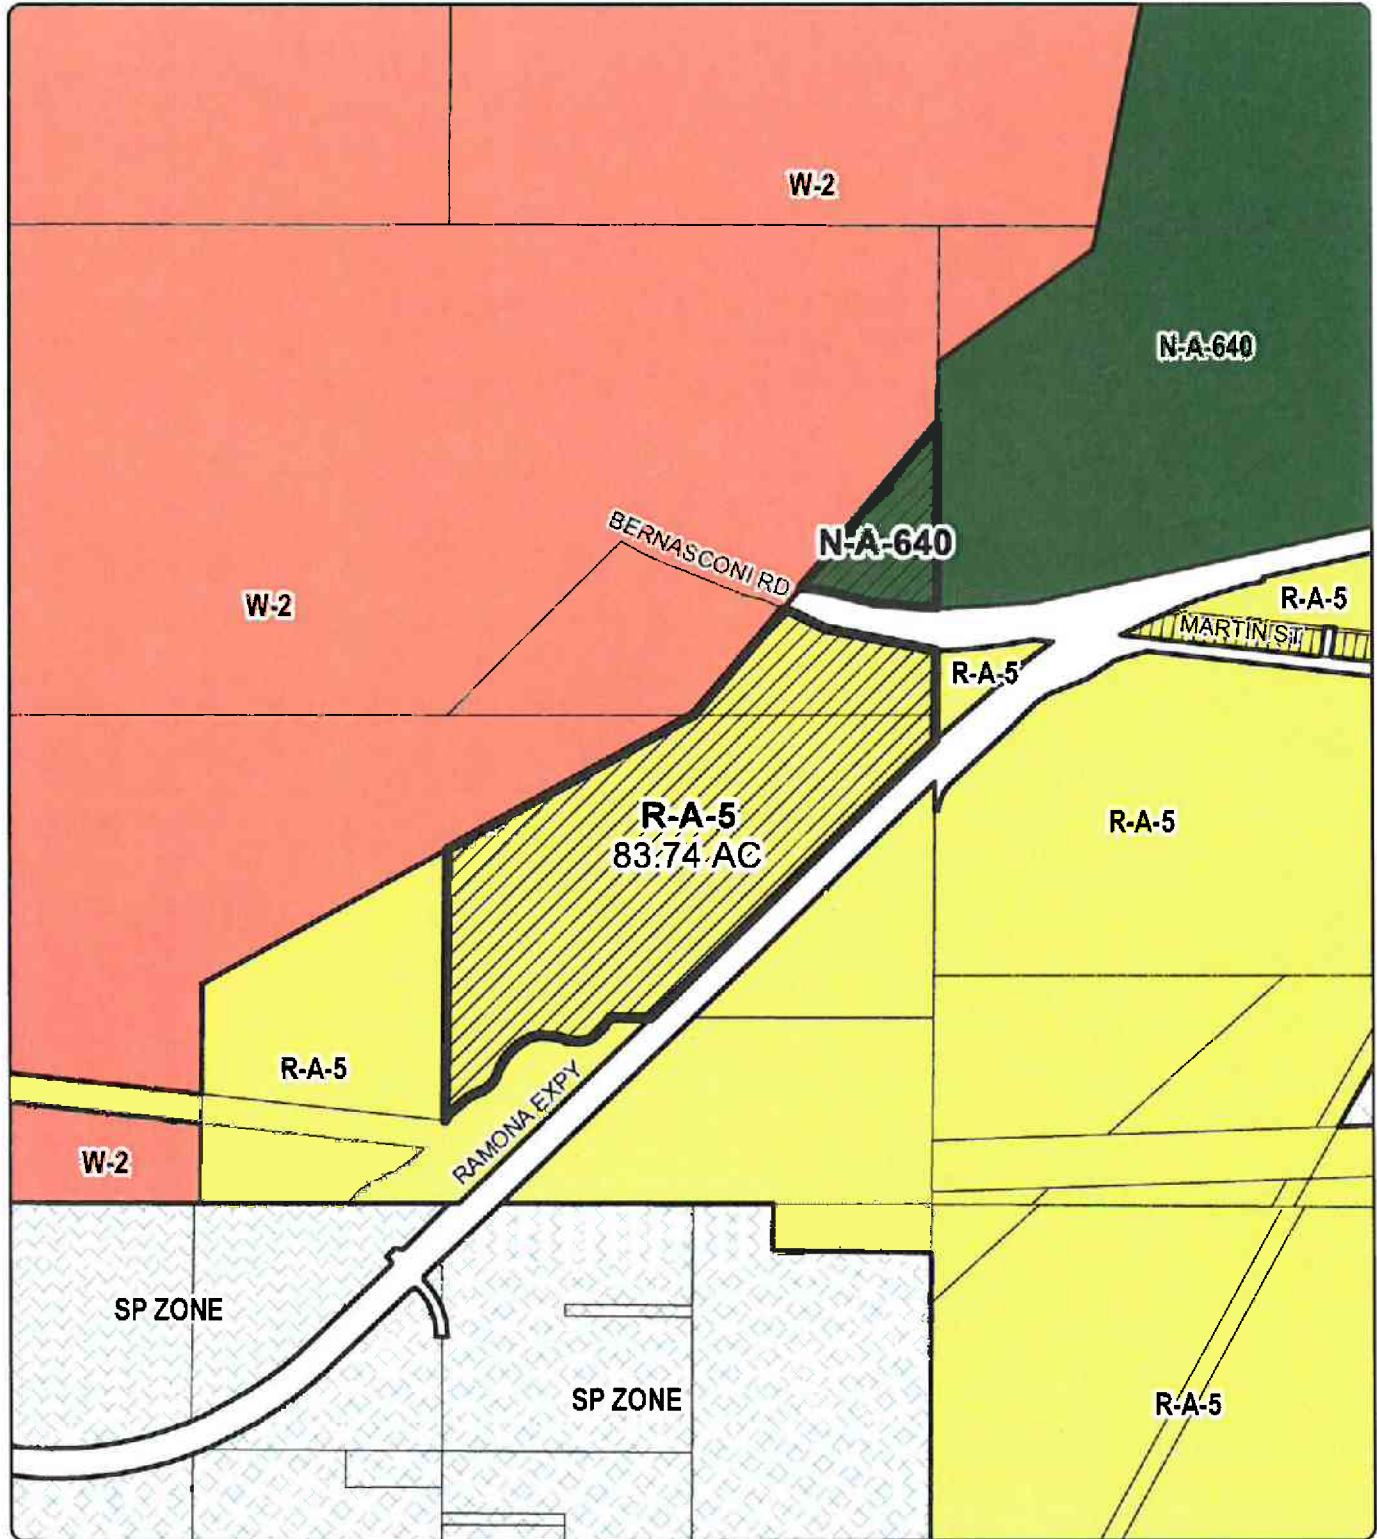 W-2
N-A-640
BERNASCONI RD
N-A-640
W-2
R-A-5
MARTIN ST
R-A-5
R-A-5
83.74 AC
R-A-5
R-A-5
RAMONA EXPY
W-2
SP ZONE
SP ZONE
R-A-5